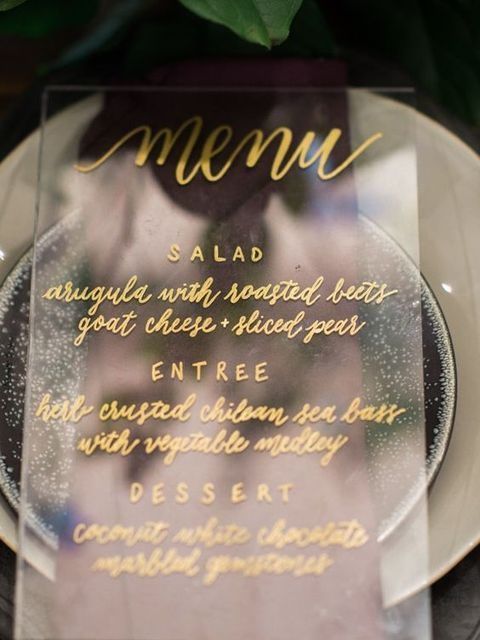 menu
SALAD
arugula with roasted beets
goat cheese + sliced pear
ENTREE
herb crusted chilean sea bass
with vegetable medley
DESSERT
coconut white chocolate
marbled gemstones